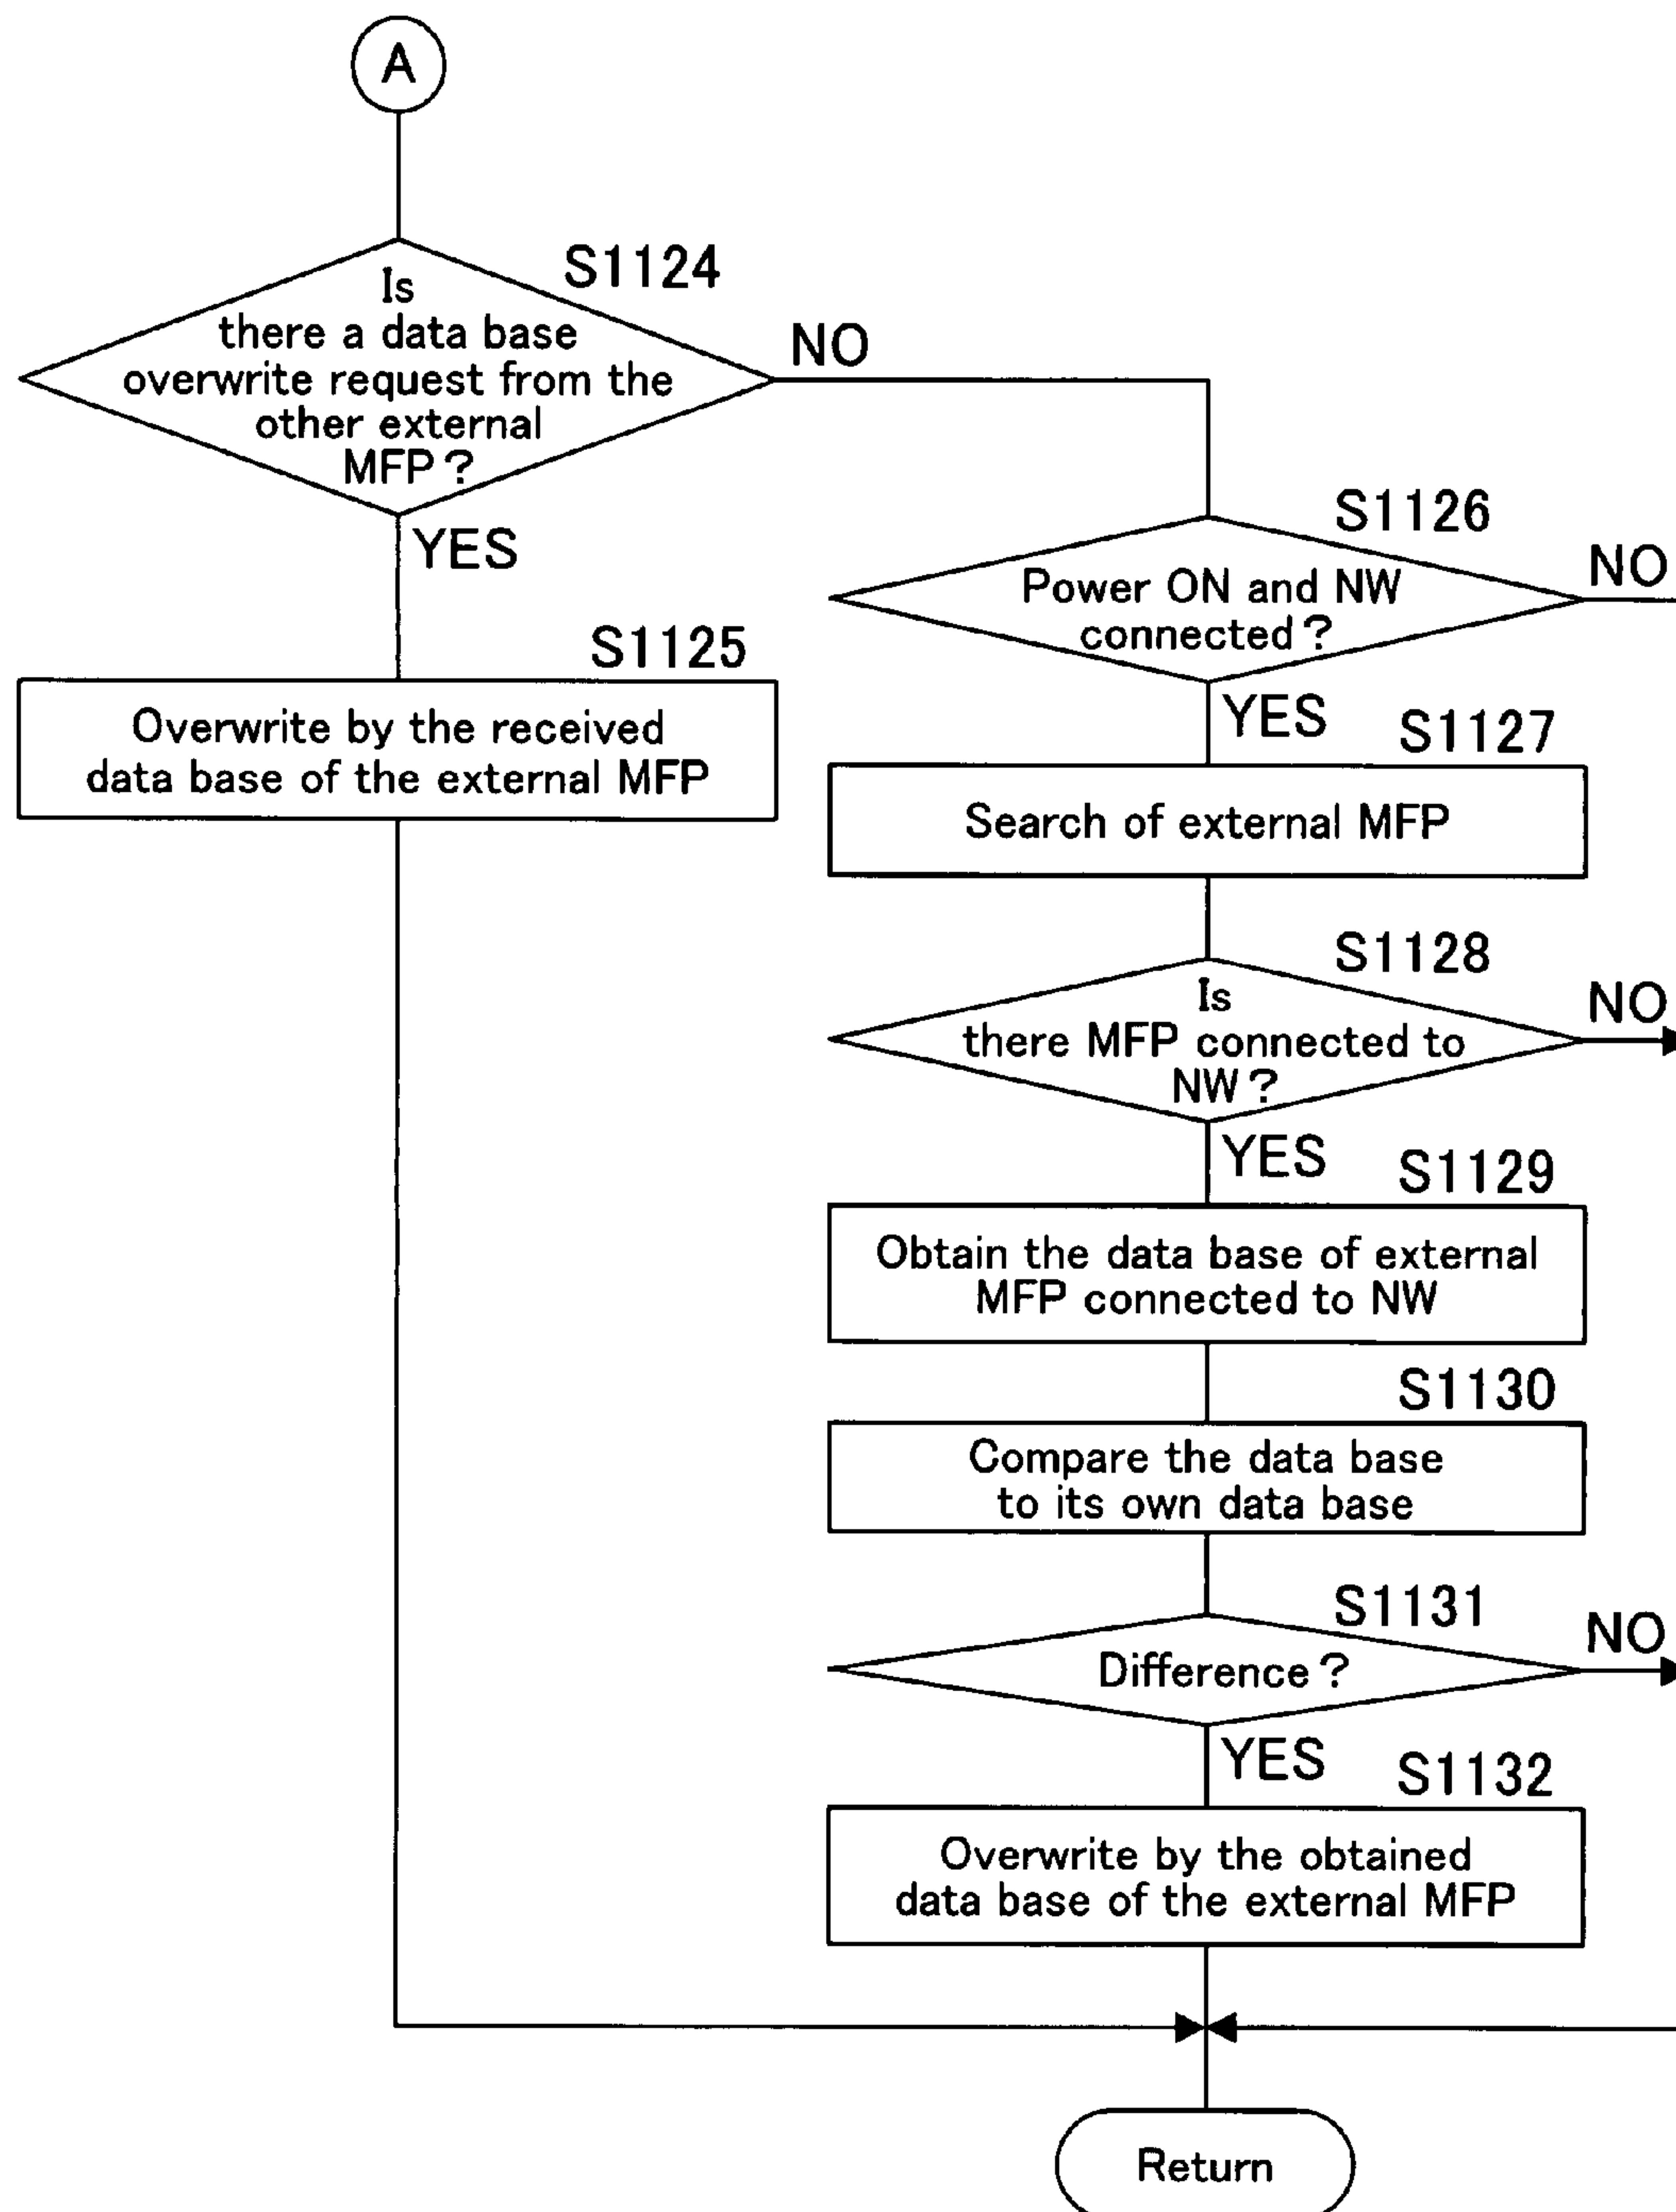 A
S1124
Is
there a data base
overwrite request from the
other external
MFP?
NO
YES
S1125
Overwrite by the received
data base of the external MFP
S1126
Power ON and NW
connected?
NO
YES
S1127
Search of external MFP
S1128
Is
there MFP connected to
NW?
NO
YES
S1129
Obtain the data base of external
MFP connected to NW
S1130
Compare the data base
to its own data base
S1131
Difference?
NO
YES
S1132
Overwrite by the obtained
data base of the external MFP
Return